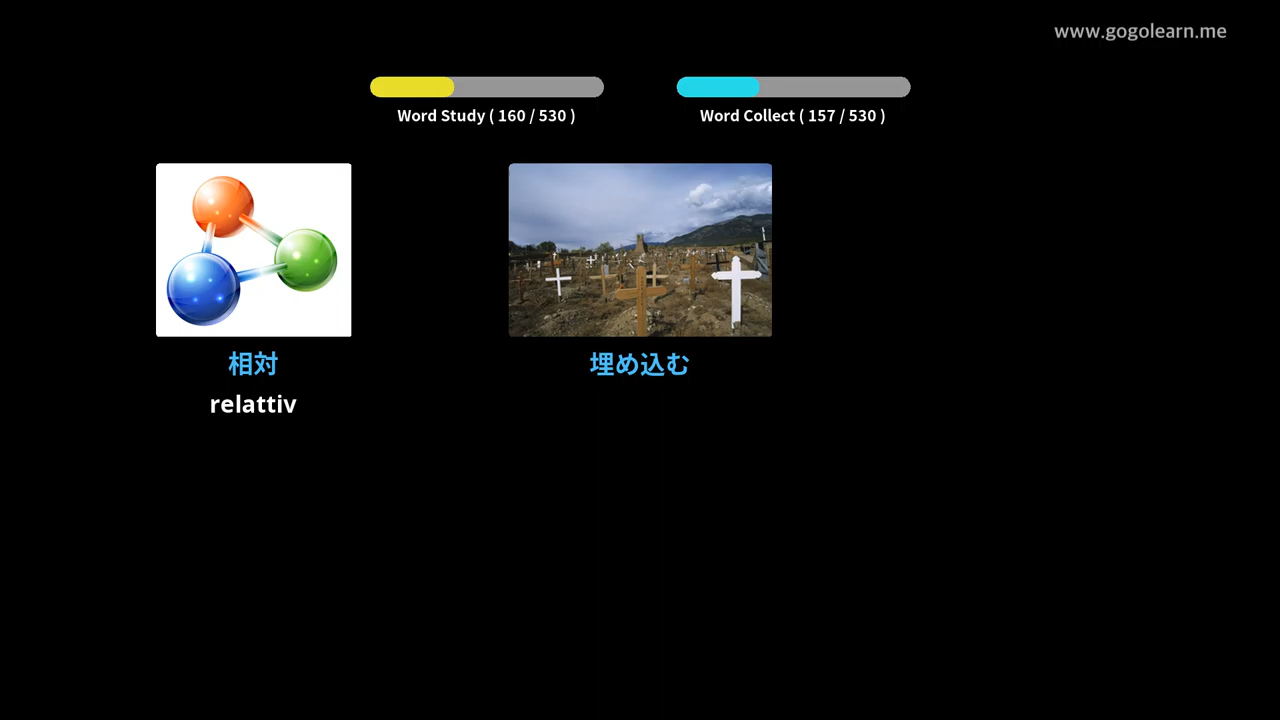 www.gogolearn.me
Word Study ( 160 / 530 )
Word Collect ( 157 / 530 )
相対
relattiv
埋め込む